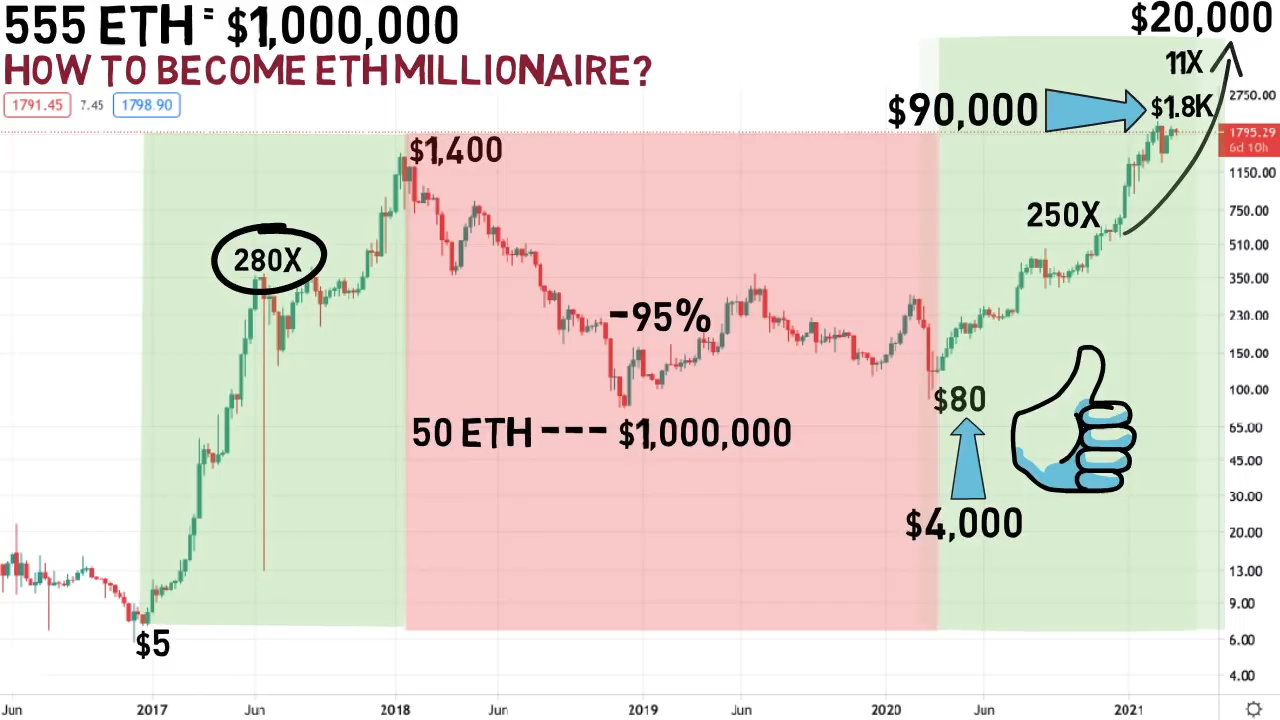 555 ETH = $1,000,000
$20,000
HOW TO BECOME ETH MILLIONAIRE?
11X
1791.45 7.45 1798.90
$90,000
$1.8K
2750.00
1795.29
6d 10h
$1,400
1150.00
250X
750.00
280X
510.00
350.00
-95%
230.00
150.00
$80
100.00
50 ETH --- $1,000,000
65.00
45.00
30.00
$4,000
20.00
13.00
9.00
$5
6.00
4.00
Jun 2017 Jun 2018 Jun 2019 Jun 2020 Jun 2021